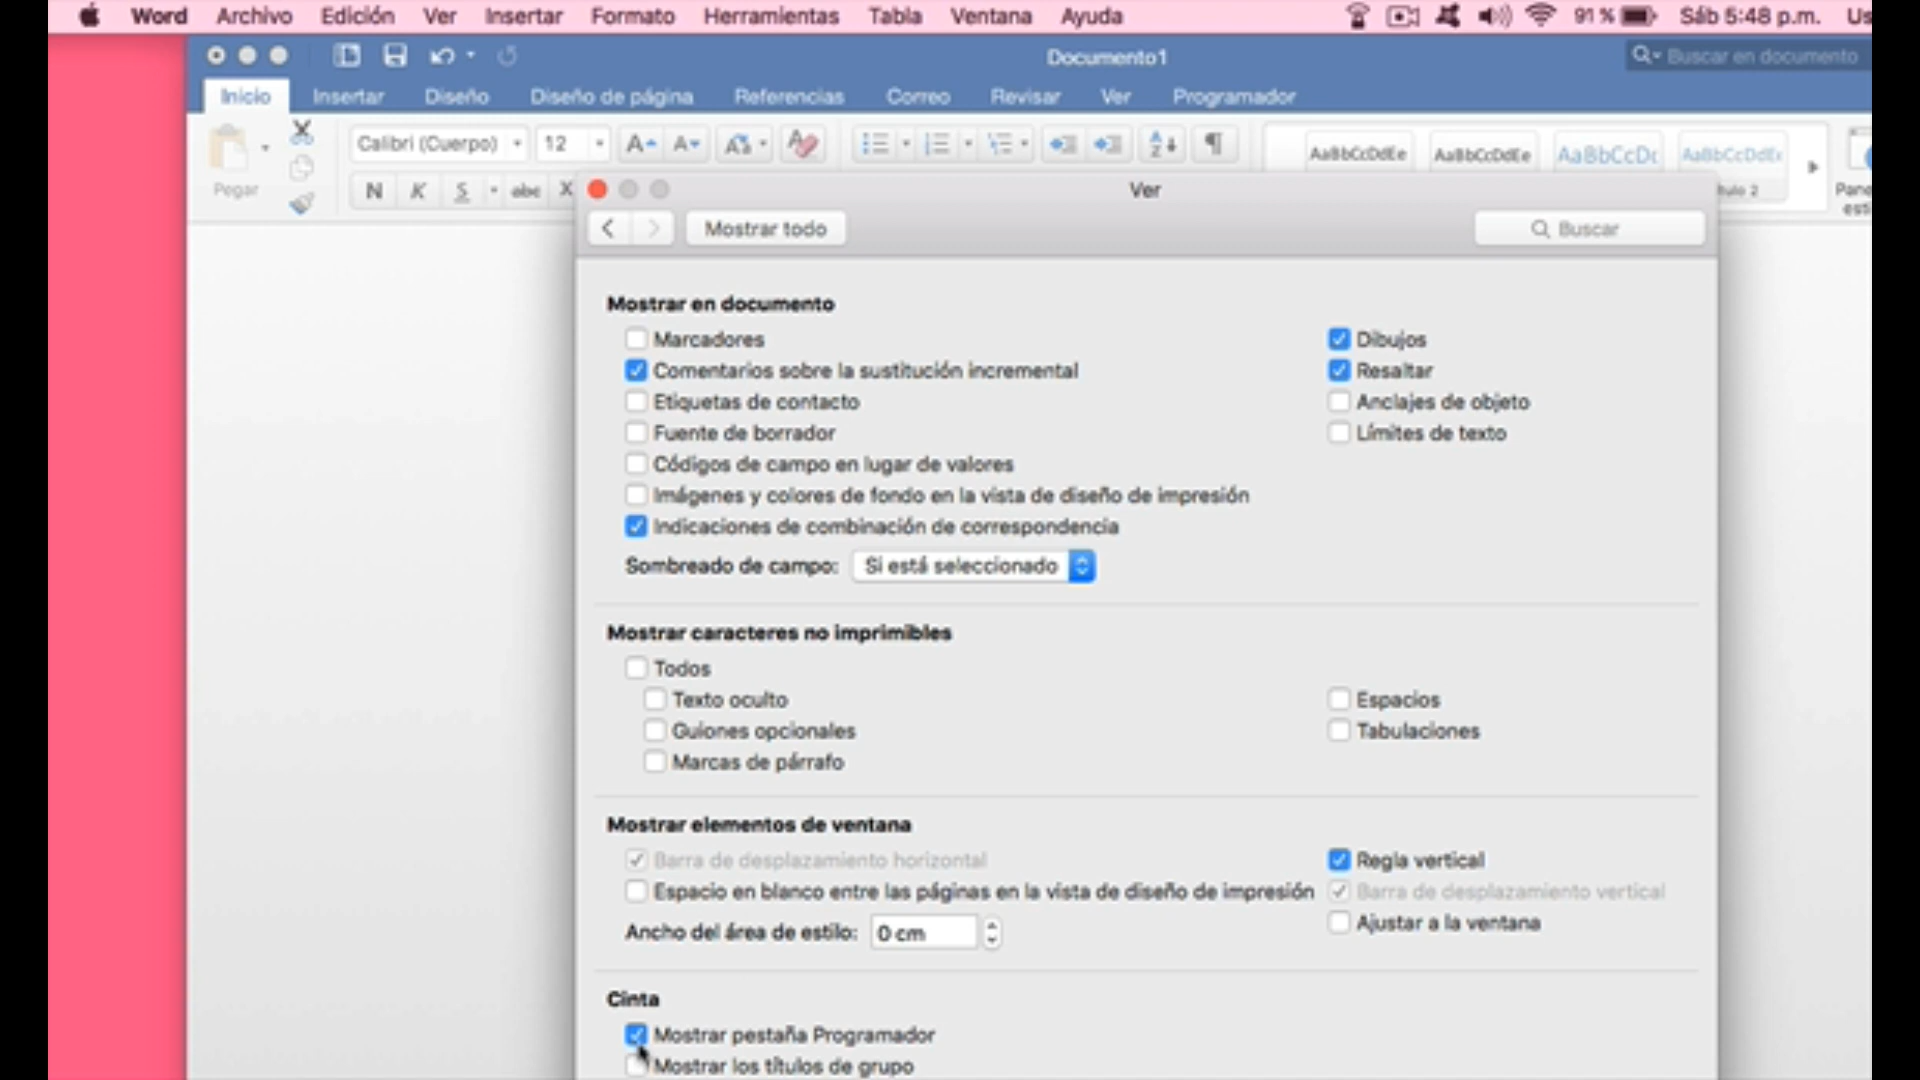 Word Archivo Edición Ver Insertar Formato Herramientas Tabla Ventana Ayuda 91 % Sáb 5:48 p.m. Us
Documento1
Buscar en documento
Inicio Insertar Diseño Diseño de página Referencias Correo Revisar Ver Programador
Pegar
Calibri (Cuerpo) 12
AaBbCcDdEe AaBbCcDdEe AaBbCcDc AaBbCcDdEe
N K S abc X
Ver
Mostrar todo
Buscar
Mostrar en documento
Marcadores
Dibujos
Comentarios sobre la sustitución incremental
Resaltar
Etiquetas de contacto
Anclajes de objeto
Fuente de borrador
Límites de texto
Códigos de campo en lugar de valores
Imágenes y colores de fondo en la vista de diseño de impresión
Indicaciones de combinación de correspondencia
Sombreado de campo: Si está seleccionado
Mostrar caracteres no imprimibles
Todos
Texto oculto
Espacios
Guiones opcionales
Tabulaciones
Marcas de párrafo
Mostrar elementos de ventana
Barra de desplazamiento horizontal
Regla vertical
Espacio en blanco entre las páginas en la vista de diseño de impresión
Barra de desplazamiento vertical
Ancho del área de estilo: 0 cm
Ajustar a la ventana
Cinta
Mostrar pestaña Programador
Mostrar los títulos de grupo